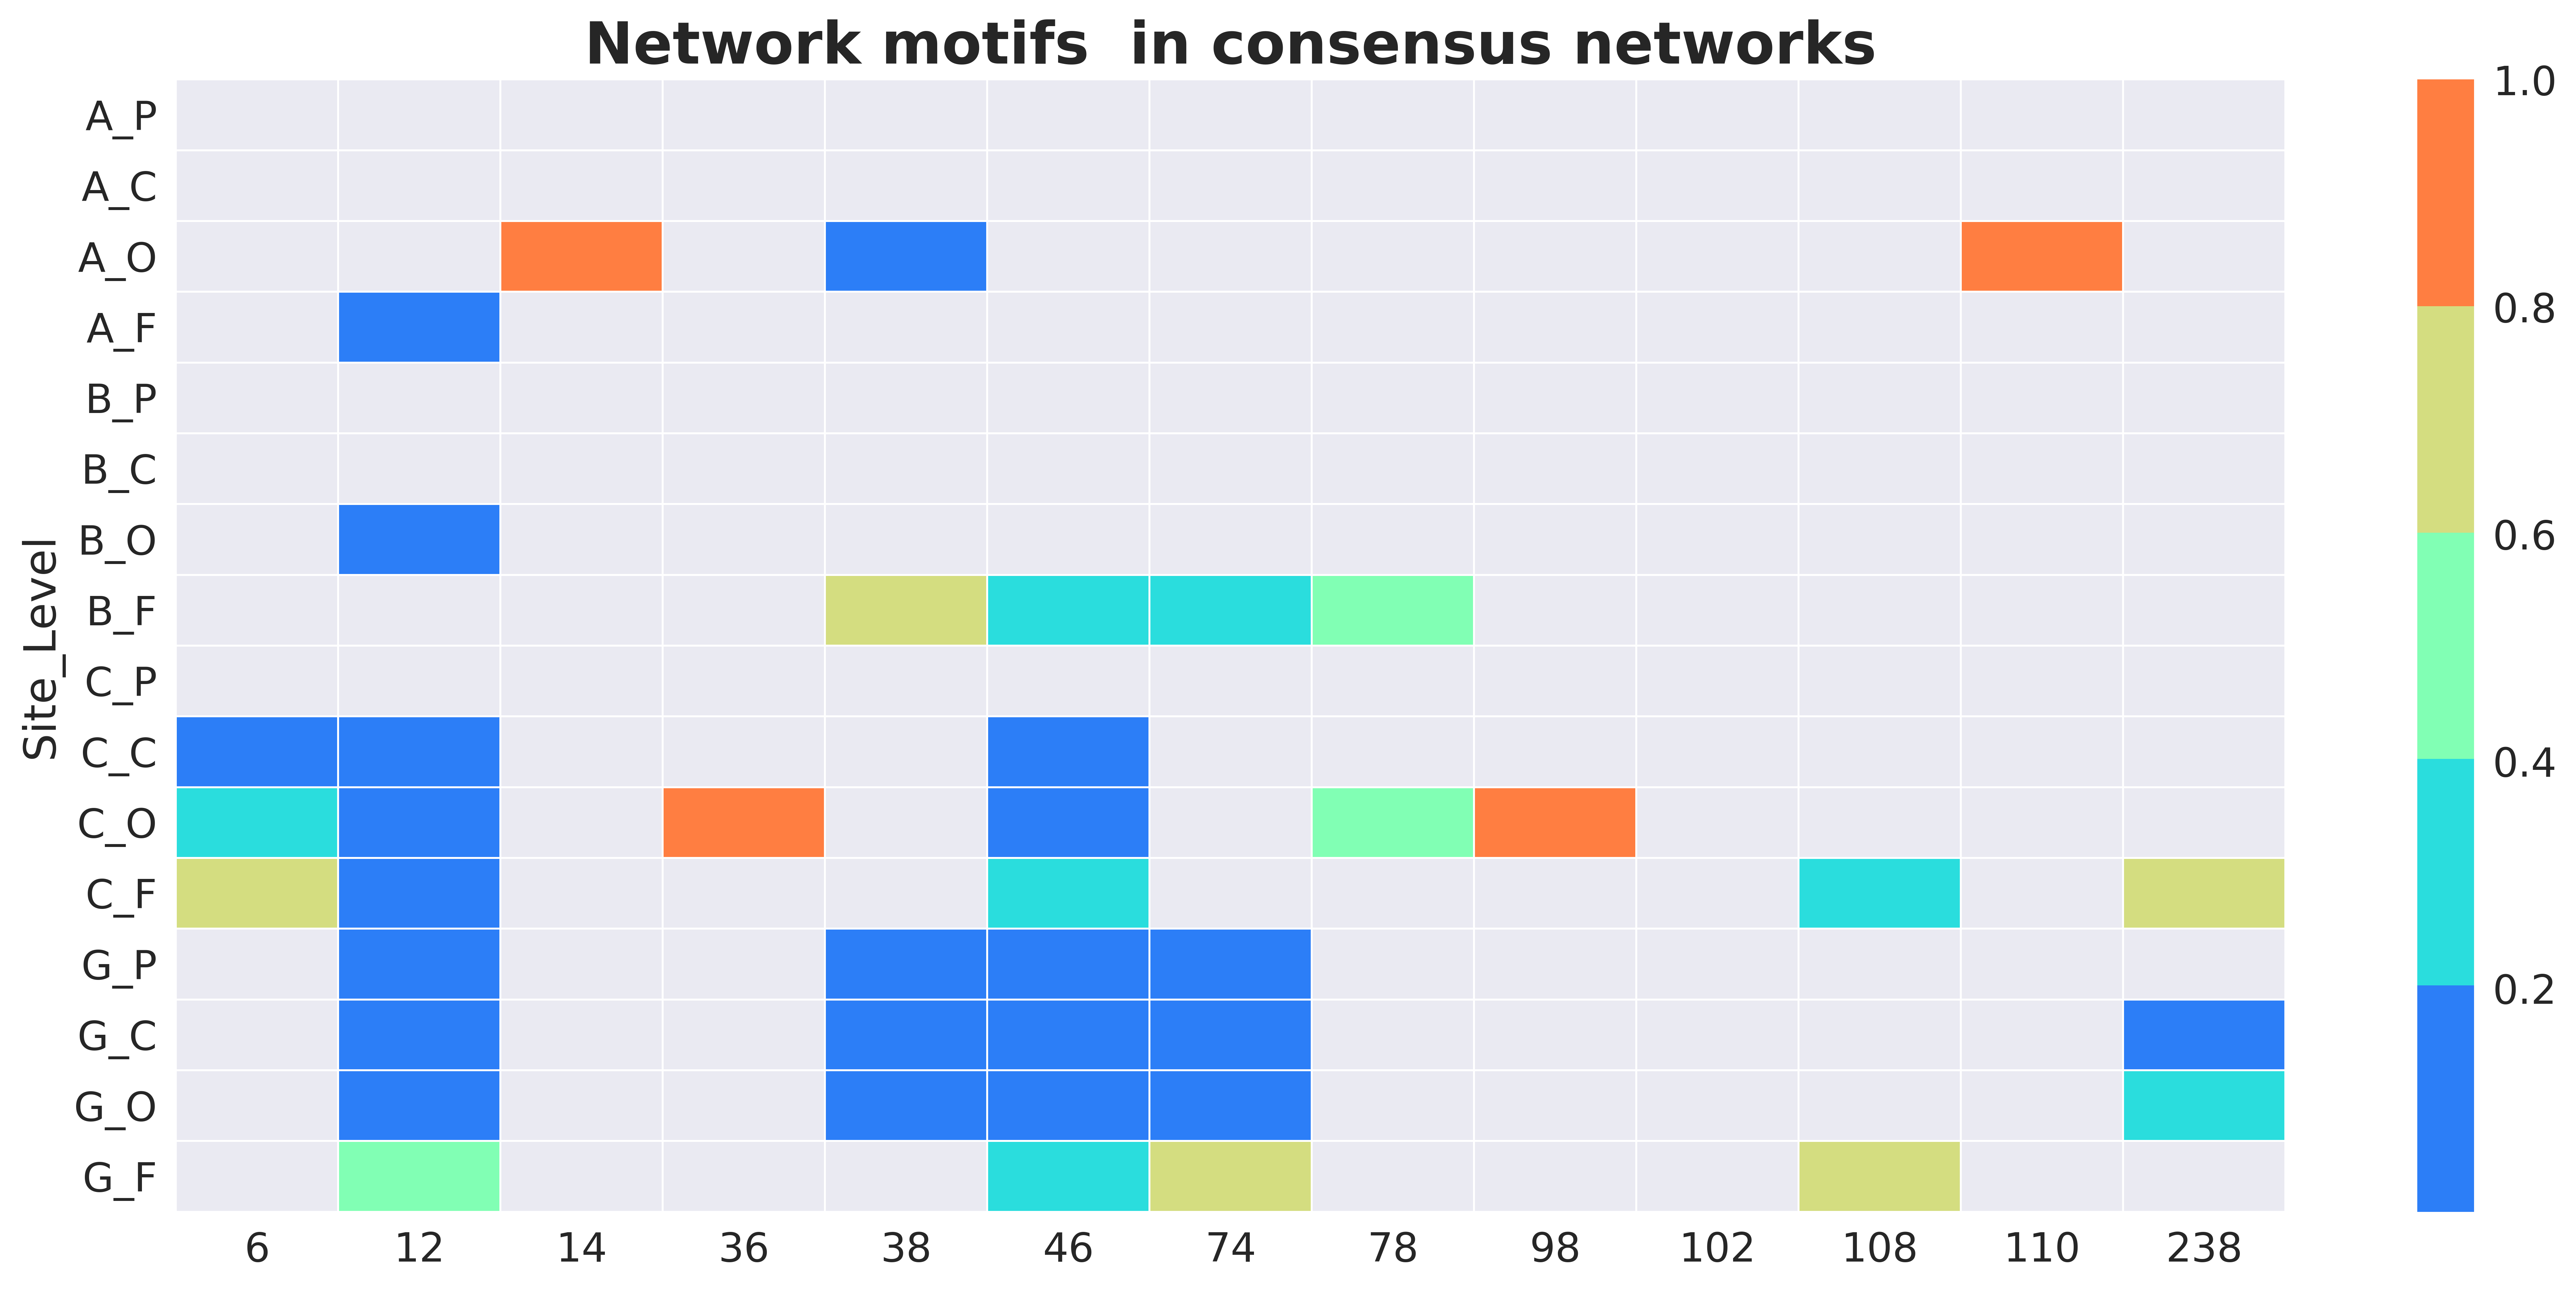 Network motifs  in consensus networks
Site_Level
A_P
A_C
A_O
A_F
B_P
B_C
B_O
B_F
C_P
C_C
C_O
C_F
G_P
G_C
G_O
G_F
6 12 14 36 38 46 74 78 98 102 108 110 238
1.0
0.8
0.6
0.4
0.2